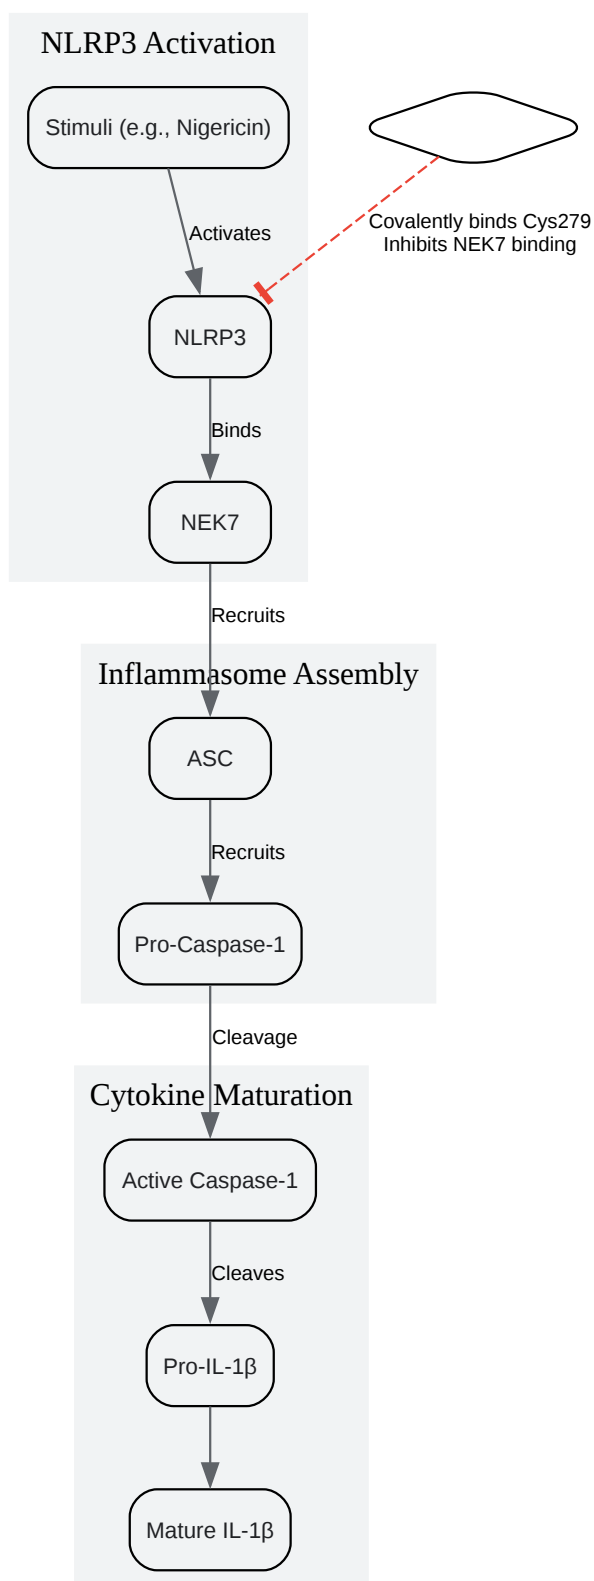 NLRP3 Activation
Stimuli (e.g., Nigericin)
Activates
Covalently binds Cys279
Inhibits NEK7 binding
NLRP3
Binds
NEK7
Recruits
Inflammasome Assembly
ASC
Recruits
Pro-Caspase-1
Cleavage
Cytokine Maturation
Active Caspase-1
Cleaves
Pro-IL-1β
Mature IL-1β